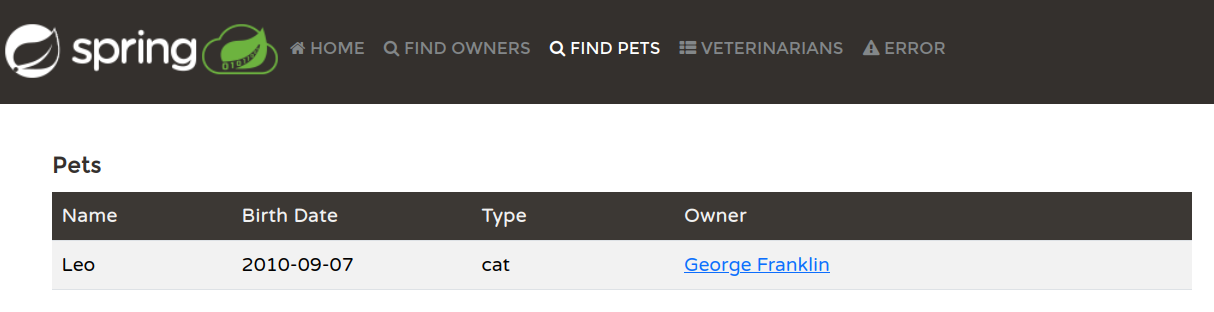 spring HOME FIND OWNERS FIND PETS VETERINARIANS ERROR
Pets
Name Birth Date Type Owner
Leo 2010-09-07 cat George Franklin